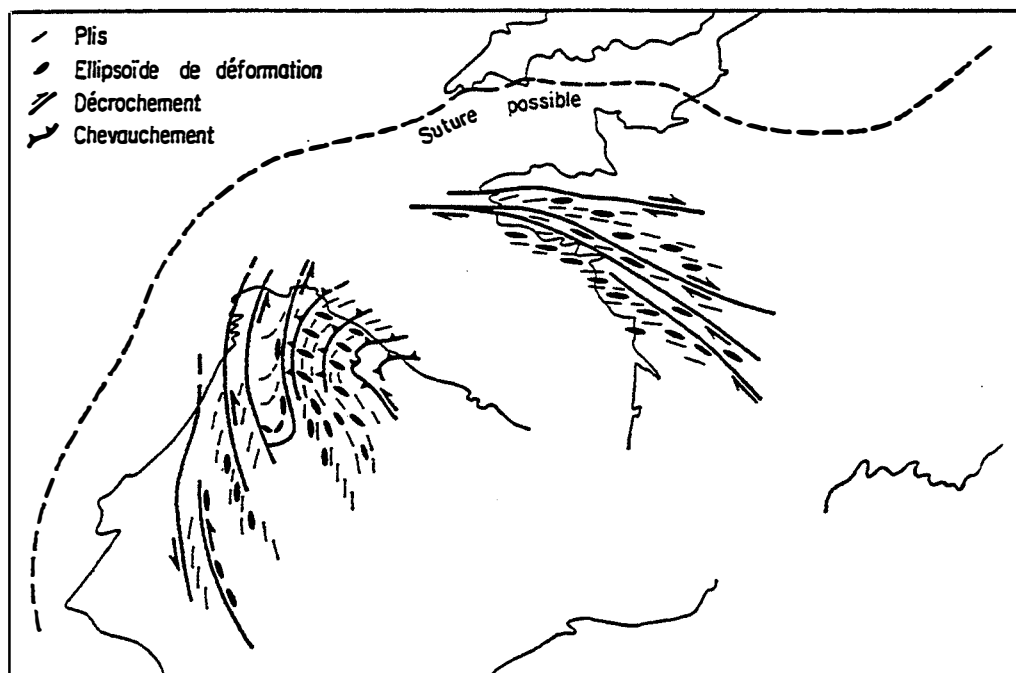 Plis
Ellipsoïde de déformation
Décrochement
Chevauchement
Suture possible